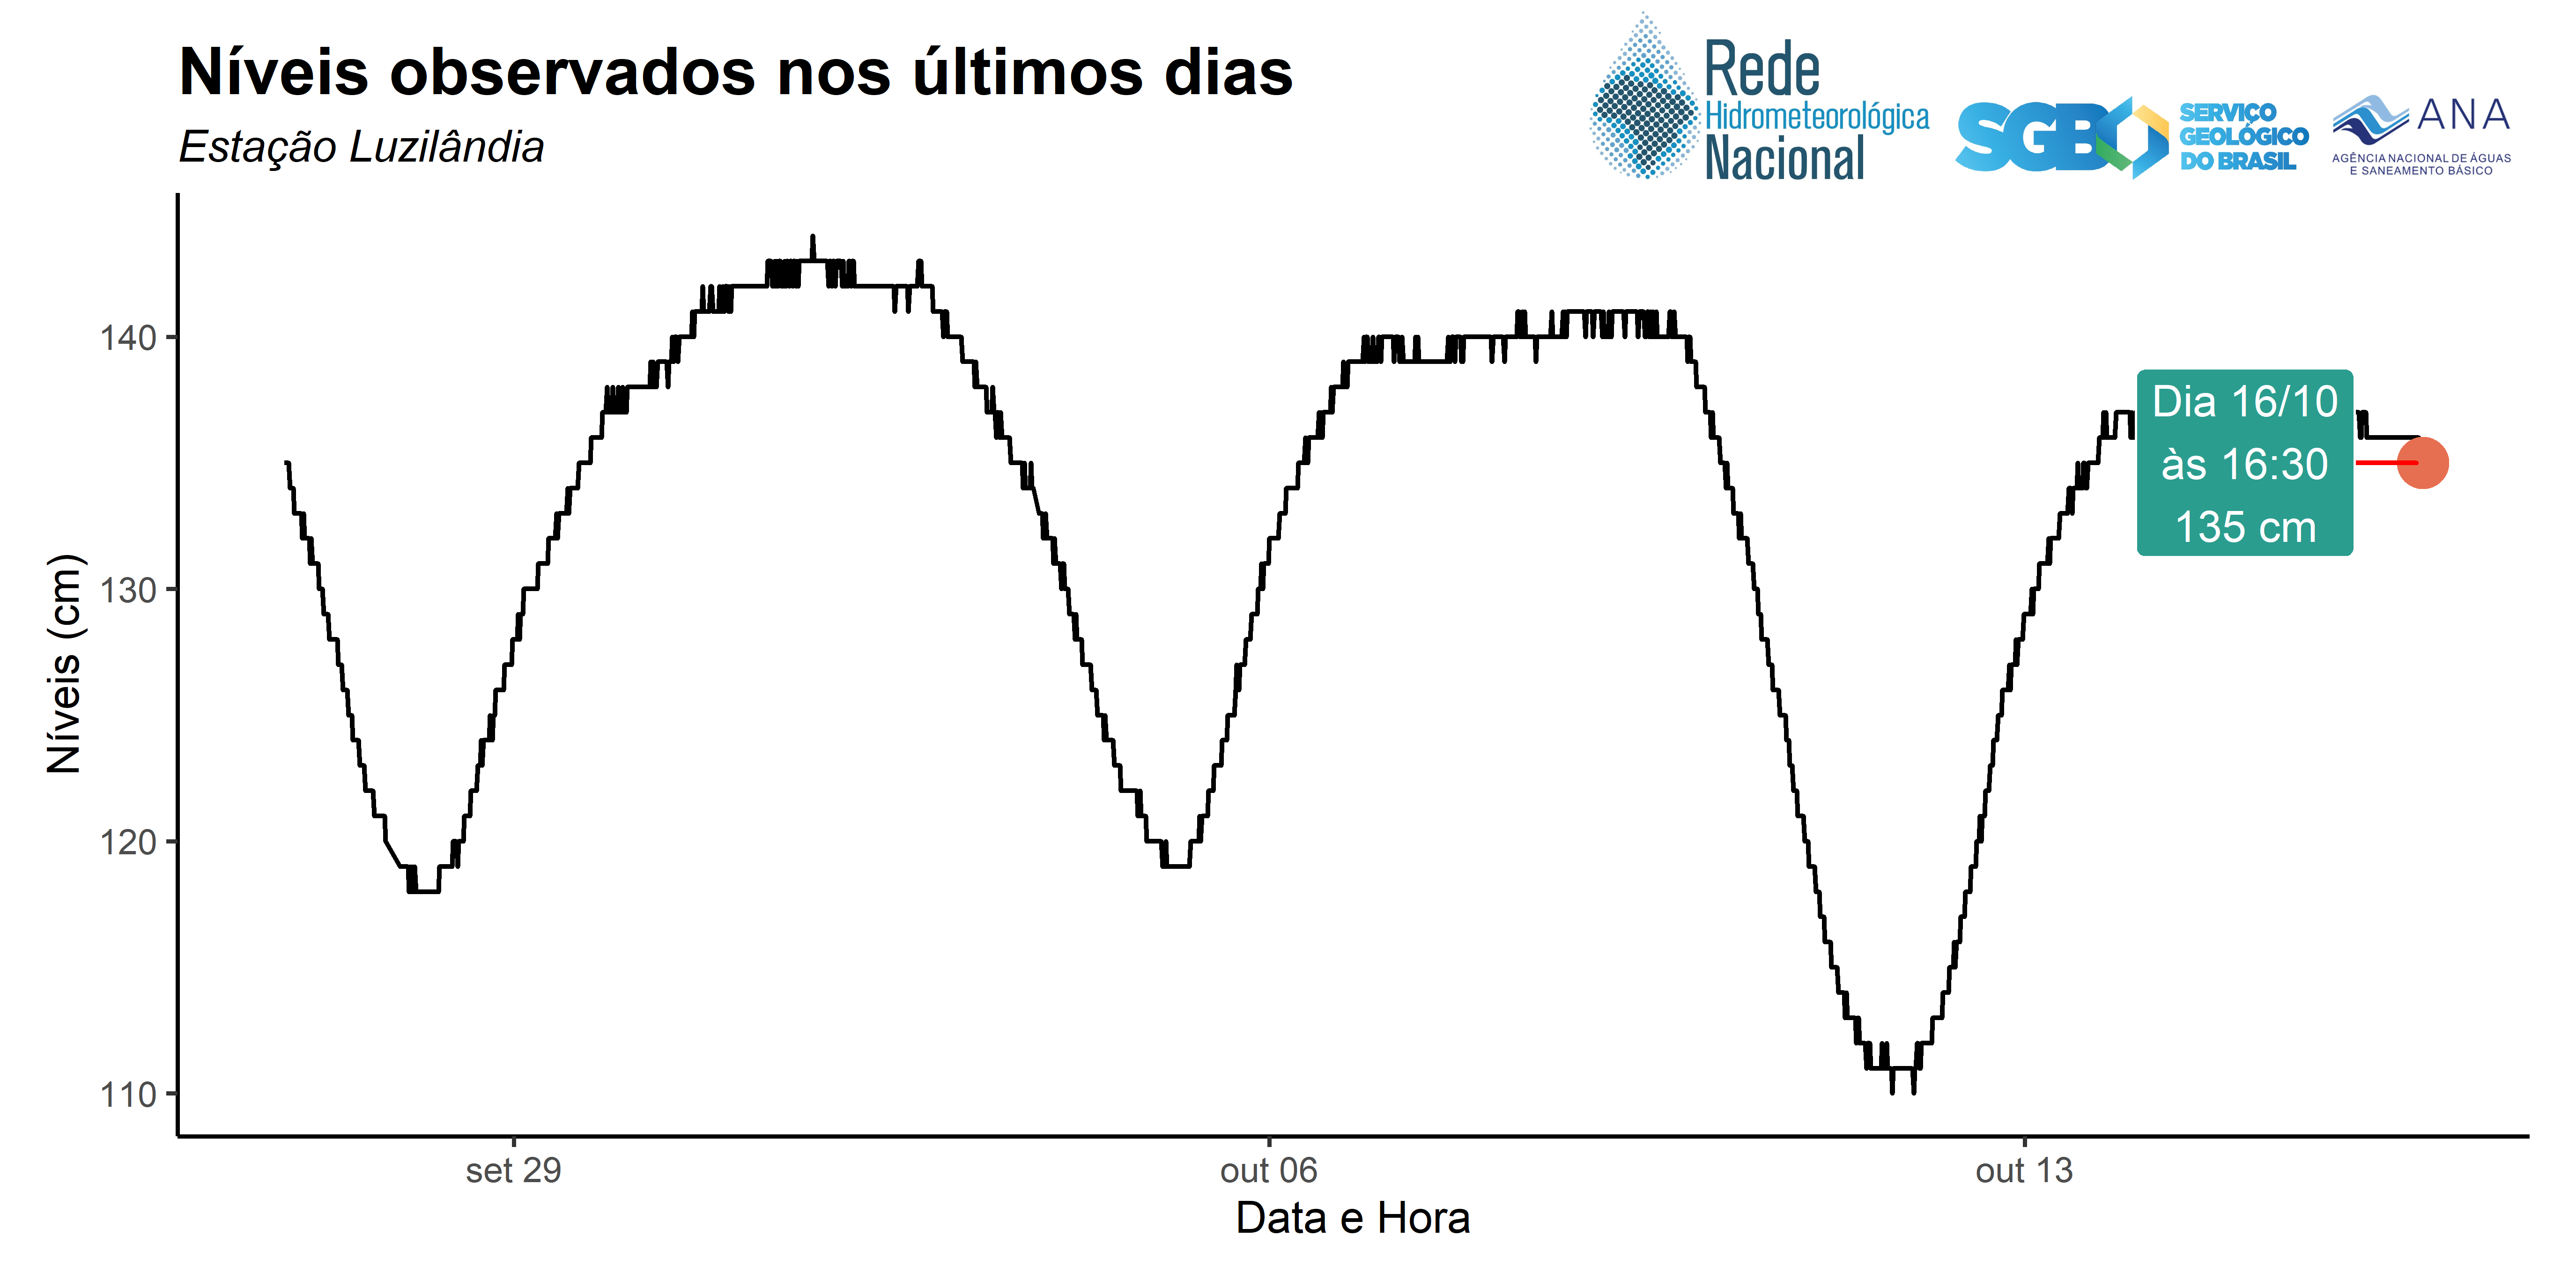 Níveis observados nos últimos dias
Estação Luzilândia
Rede
Hidrometeorológica
Nacional
SGB
SERVIÇO
GEOLÓGICO
DO BRASIL
ANA
AGÊNCIA NACIONAL DE ÁGUAS
E SANEAMENTO BÁSICO
Níveis (cm)
140
130
120
110
Dia 16/10
às 16:30
135 cm
set 29
out 06
out 13
Data e Hora